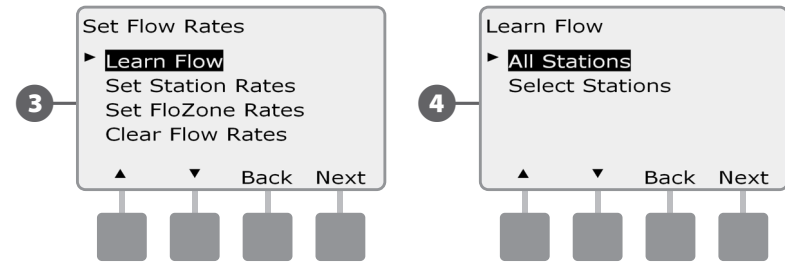 3
Set Flow Rates
► Learn Flow
Set Station Rates
Set FloZone Rates
Clear Flow Rates
▲ ▼ Back Next
4
Learn Flow
► All Stations
Select Stations
▲ ▼ Back Next